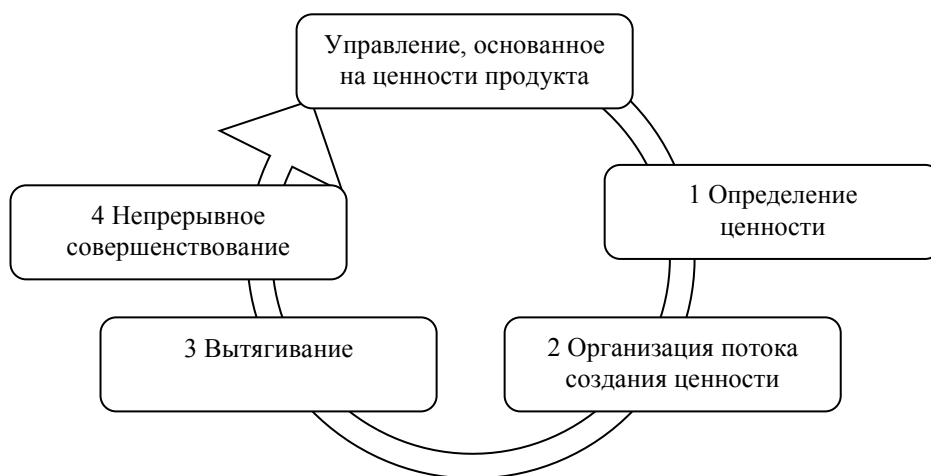 Управление, основанное
на ценности продукта
1 Определение
ценности
2 Организация потока
создания ценности
3 Вытягивание
4 Непрерывное
совершенствование